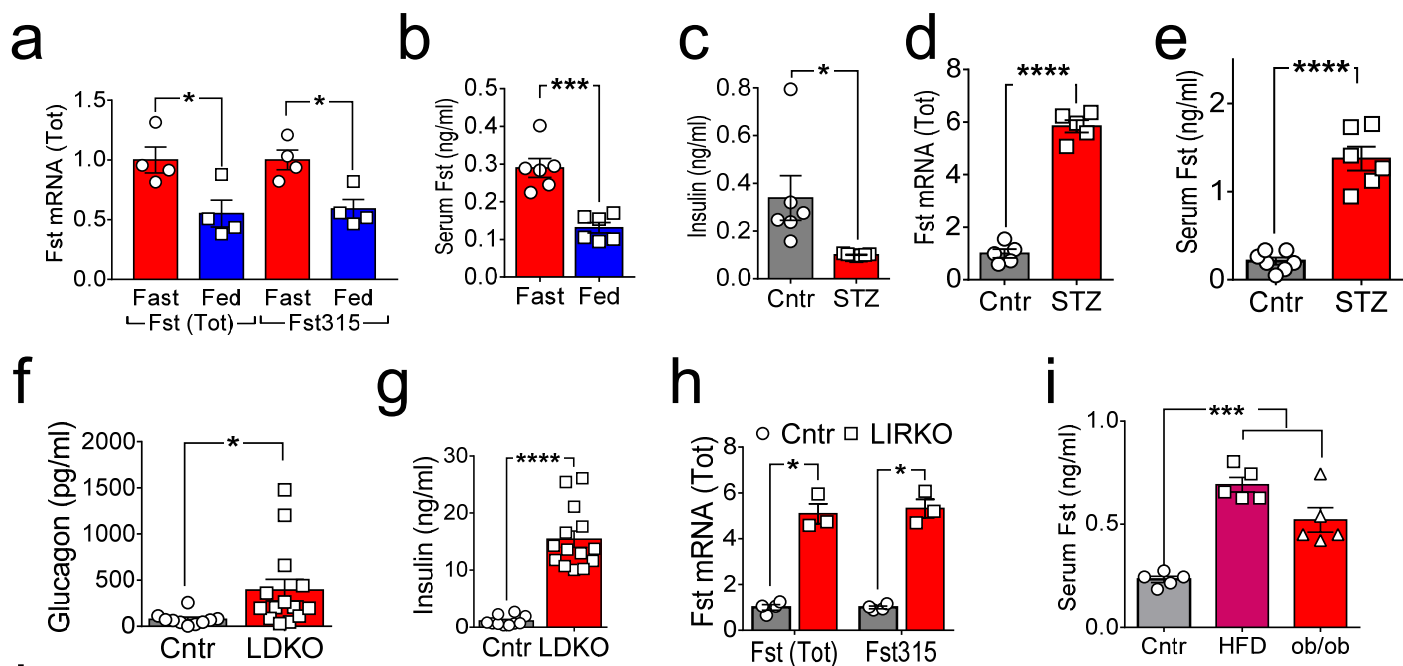 a
Fst mRNA (Tot)
1.5
1.0
0.5
0.0
*
*
Fast Fed Fast Fed
Fst (Tot) Fst315
b
Serum Fst (ng/ml)
0.5
0.4
0.3
0.2
0.1
0.0
***
Fast Fed
c
Insulin (ng/ml)
0.8
0.6
0.4
0.2
0.0
*
Cntr STZ
d
Fst mRNA (Tot)
8
6
4
2
0
****
Cntr STZ
e
Serum Fst (ng/ml)
2
1
0
****
Cntr STZ
f
Glucagon (pg/ml)
2000
1500
1000
500
0
*
Cntr LDKO
g
Insulin (ng/ml)
30
20
10
0
****
Cntr LDKO
h
Cntr LIRKO
Fst mRNA (Tot)
8
6
4
2
0
*
*
Fst (Tot) Fst315
i
Serum Fst (ng/ml)
1.0
0.5
0.0
***
Cntr HFD ob/ob